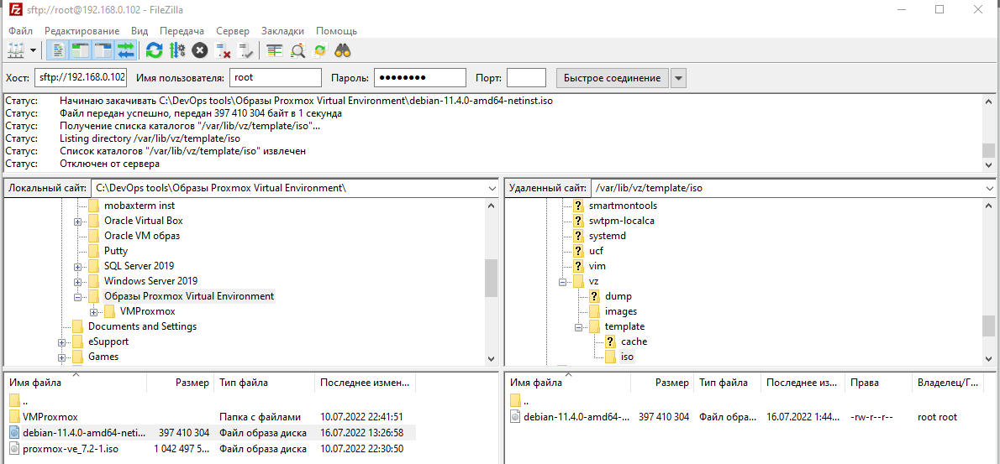 sftp://root@192.168.0.102 - FileZilla
Файл Редактирование Вид Передача Сервер Закладки Помощь
Хост: sftp://192.168.0.102 Имя пользователя: root Пароль: ●●●●●●●● Порт: Быстрое соединение
Статус: Начинаю закачивать C:\DevOps tools\Образы Proxmox Virtual Environment\debian-11.4.0-amd64-netinst.iso
Статус: Файл передан успешно, передан 397 410 304 байт в 1 секунда
Статус: Получение списка каталогов "/var/lib/vz/template/iso"...
Статус: Listing directory /var/lib/vz/template/iso
Статус: Список каталогов "/var/lib/vz/template/iso" извлечен
Статус: Отключен от сервера
Локальный сайт: C:\DevOps tools\Образы Proxmox Virtual Environment\
mobaxterm inst
Oracle Virtual Box
Oracle VM образ
Putty
SQL Server 2019
Windows Server 2019
Образы Proxmox Virtual Environment
VMProxmox
Documents and Settings
eSupport
Games
Удаленный сайт: /var/lib/vz/template/iso
smartmontools
swtpm-localca
systemd
ucf
vim
vz
dump
images
template
cache
iso
Имя файла Размер Тип файла Последнее измен...
..
VMProxmox Папка с файлами 10.07.2022 22:41:51
debian-11.4.0-amd64-neti... 397 410 304 Файл образа диска 16.07.2022 13:26:58
proxmox-ve_7.2-1.iso 1 042 497 5... Файл образа диска 10.07.2022 22:30:50
Имя файла Размер Тип файла Последнее из... Права Владелец/Г...
..
debian-11.4.0-amd64-... 397 410 304 Файл обра... 16.07.2022 1:44... -rw-r--r-- root root